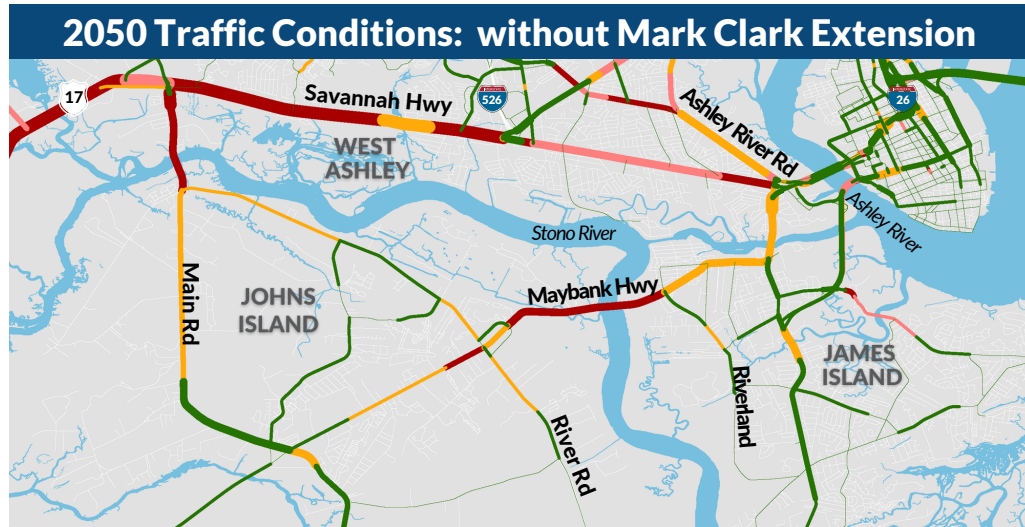 2050 Traffic Conditions: without Mark Clark Extension
17
Savannah Hwy
526
26
Ashley River Rd
WEST
ASHLEY
Ashley River
Stono River
Main Rd
JOHNS
ISLAND
Maybank Hwy
JAMES
ISLAND
Riverland
River Rd